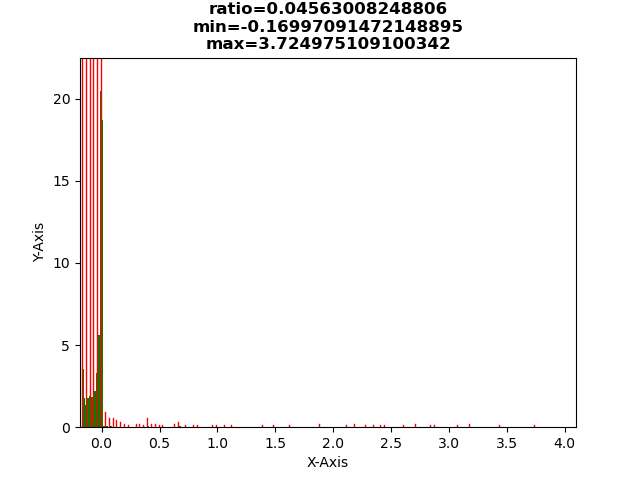 ratio=0.04563008248806
min=-0.16997091472148895
max=3.724975109100342
20
15
10
5
0
0.0 0.5 1.0 1.5 2.0 2.5 3.0 3.5 4.0
Y-Axis
X-Axis